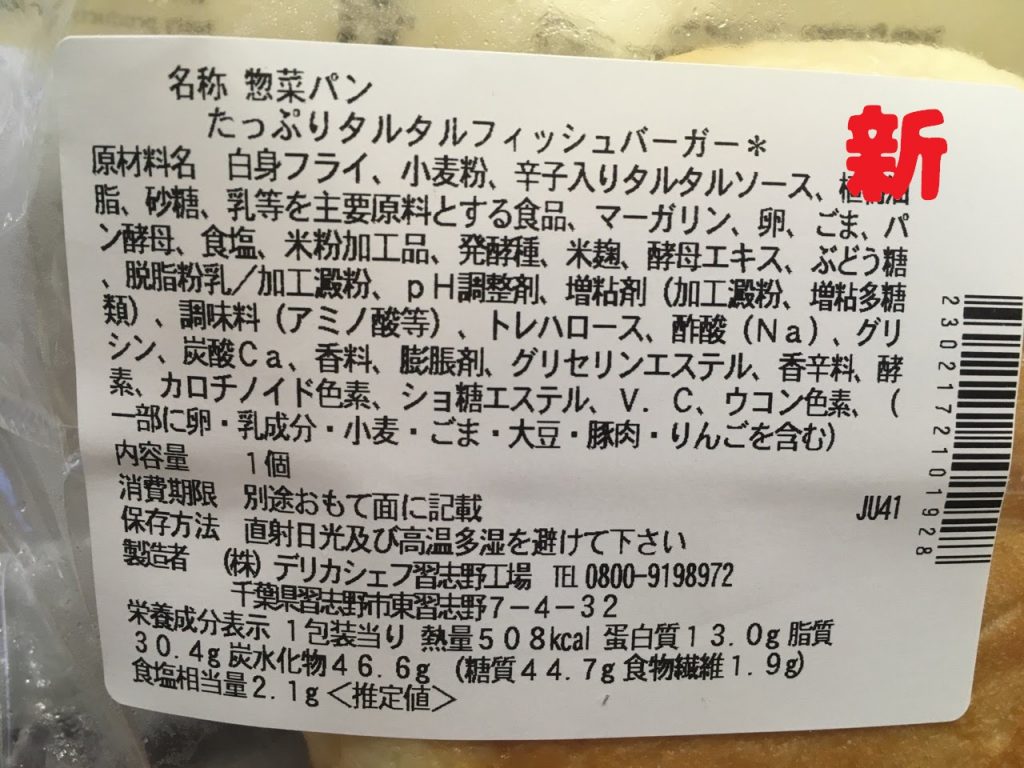 名称 惣菜パン
たっぷりタルタルフィッシュバーガー＊
新
原材料名 白身フライ、小麦粉、辛子入りタルタルソース、
脂、砂糖、乳等を主要原料とする食品、マーガリン、卵、ごま、パ
ン酵母、食塩、米粉加工品、発酵種、米麹、酵母エキス、ぶどう糖
、脱脂粉乳／加工澱粉、ｐＨ調整剤、増粘剤（加工澱粉、増粘多糖
類）、調味料（アミノ酸等）、トレハロース、酢酸（Ｎａ）、グリ
シン、炭酸Ｃａ、香料、膨脹剤、グリセリンエステル、香辛料、酵
素、カロチノイド色素、ショ糖エステル、Ｖ．Ｃ、ウコン色素、（
一部に卵・乳成分・小麦・ごま・大豆・豚肉・りんごを含む）
内容量 １個
消費期限 別途おもて面に記載
保存方法 直射日光及び高温多湿を避けて下さい
製造者 （株）デリカシェフ習志野工場 TEL 0800-9198972
千葉県習志野市東習志野７－４－３２
栄養成分表示 １包装当り 熱量５０８kcal 蛋白質１３.０g 脂質
３０.４g 炭水化物４６.６g （糖質４４.７g 食物繊維１.９g）
食塩相当量２.１g＜推定値＞
JU41
2302172101928